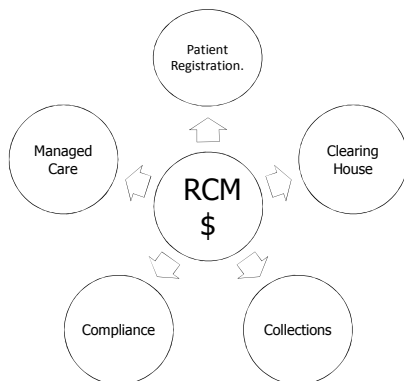 Patient
Registration.
Managed
Care
Clearing
House
RCM
$
Compliance
Collections